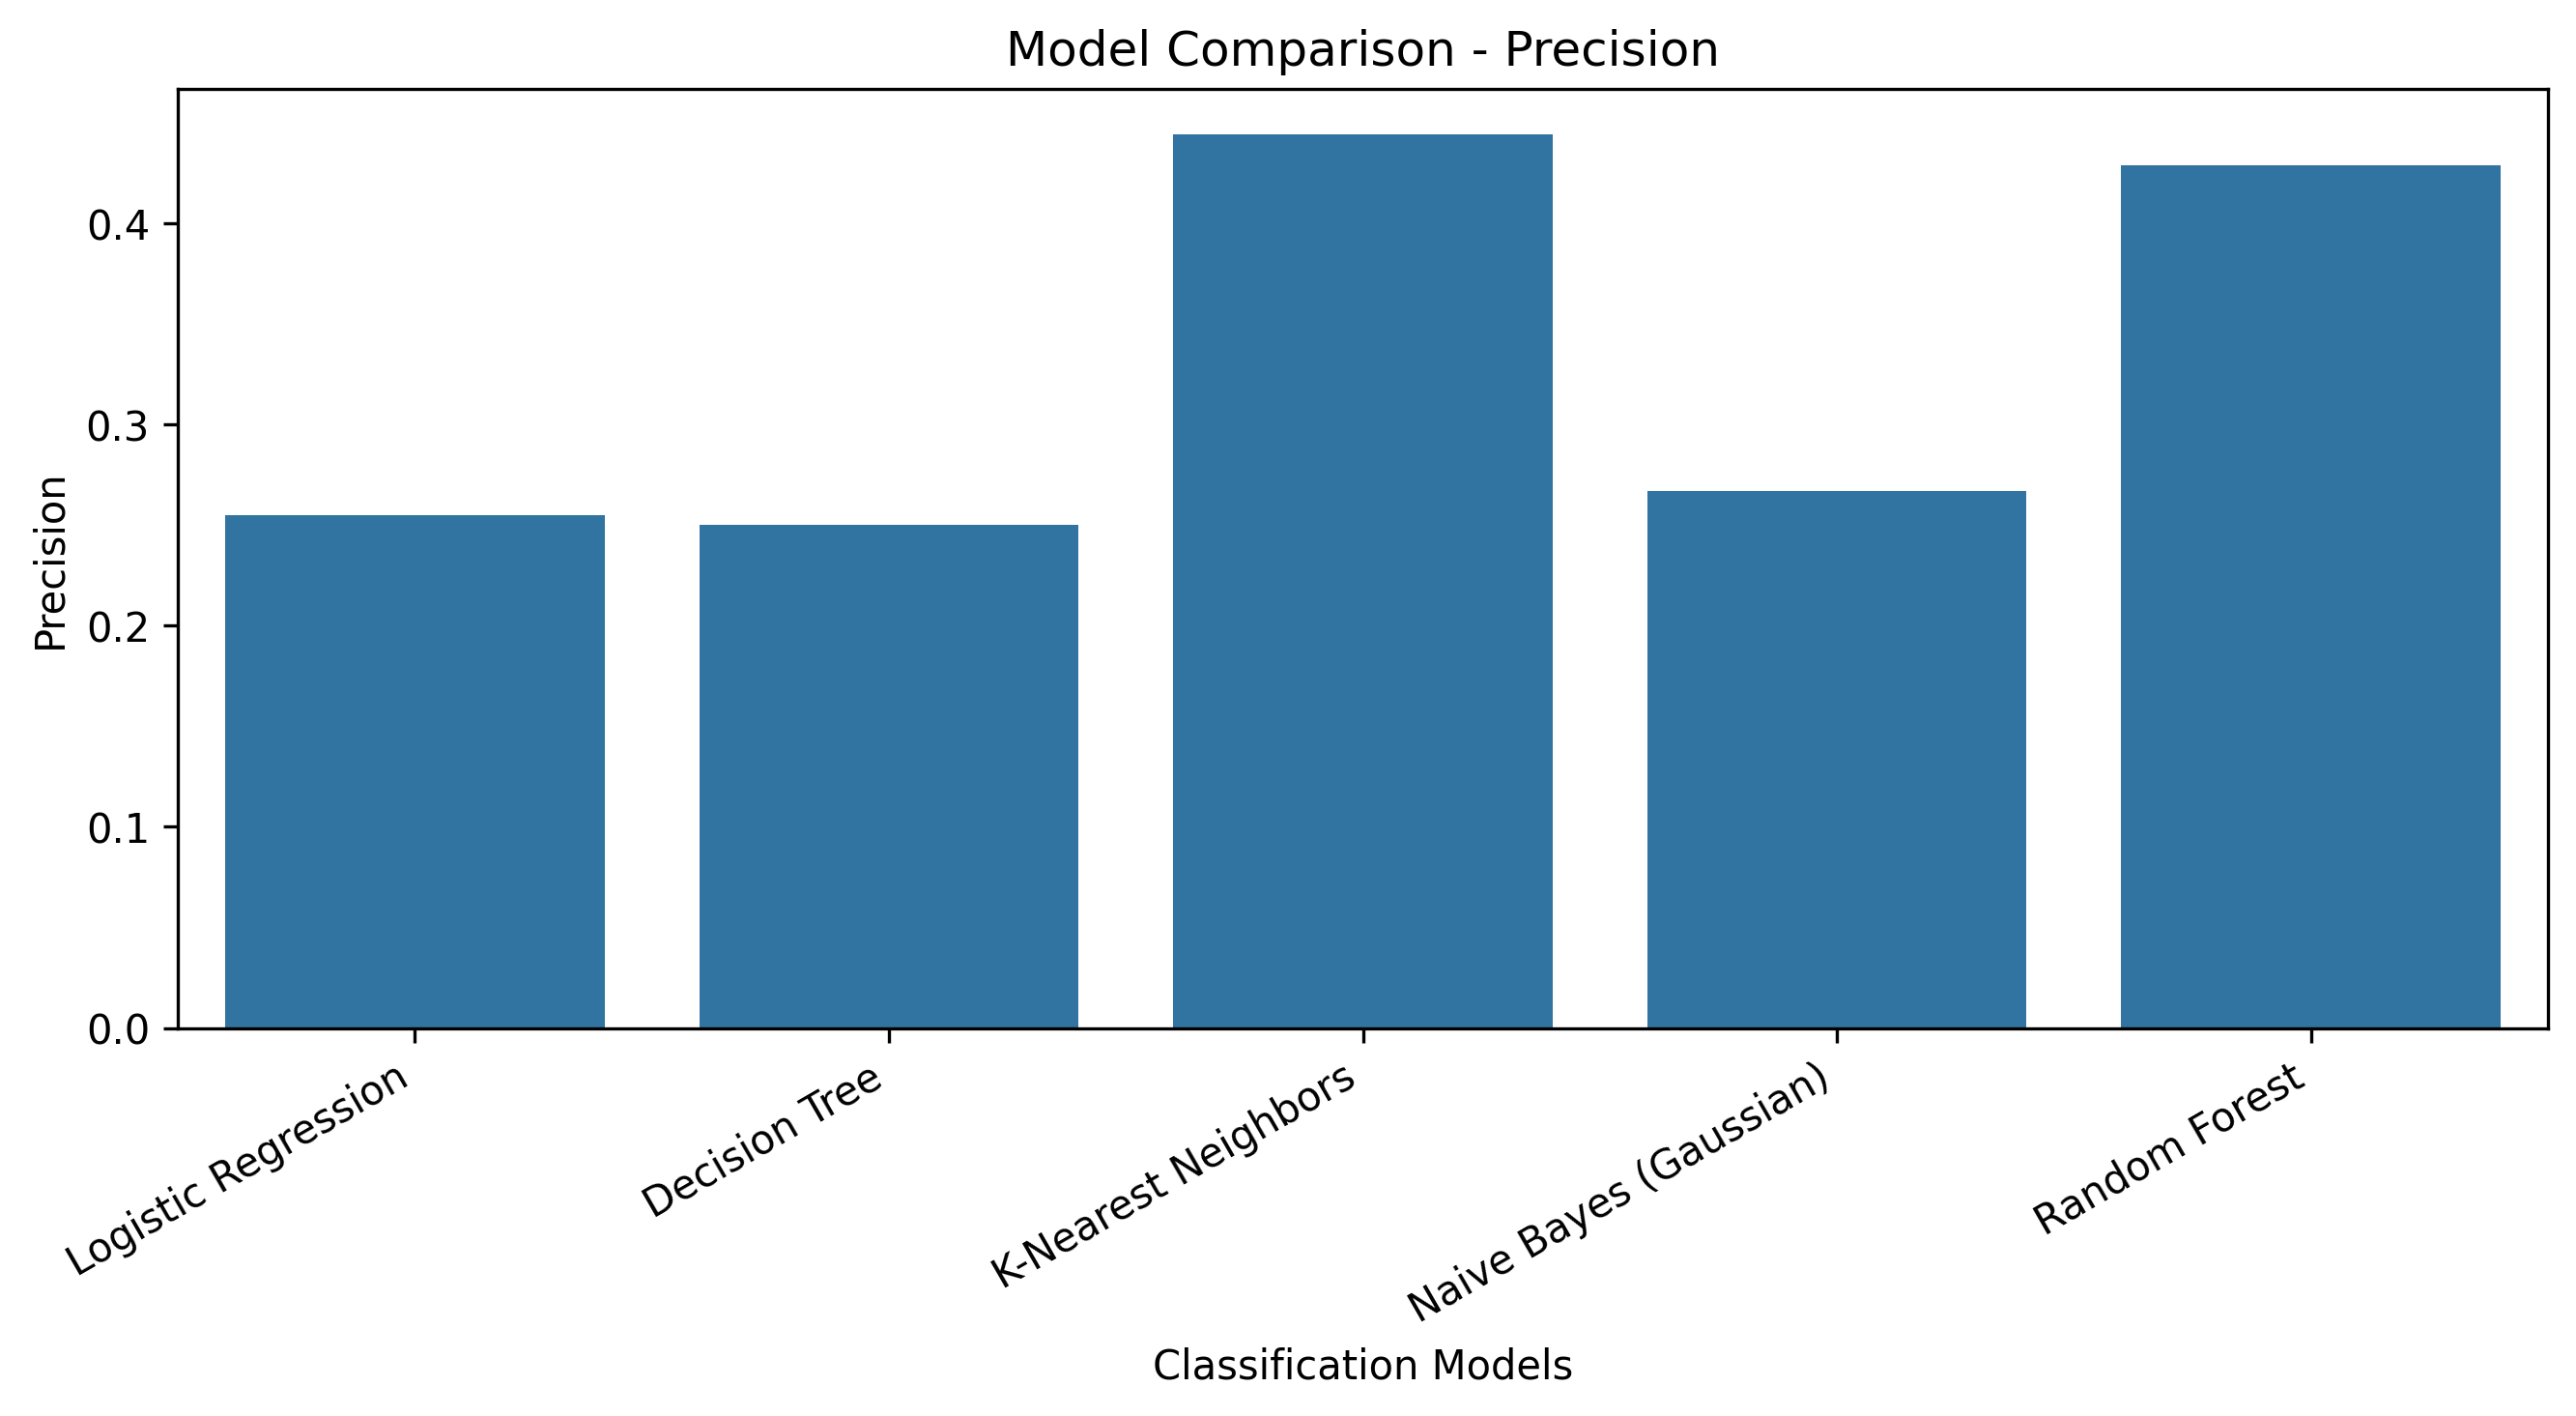 Model Comparison - Precision
Precision
0.4
0.3
0.2
0.1
0.0
Logistic Regression
Decision Tree
K-Nearest Neighbors
Naive Bayes (Gaussian)
Random Forest
Classification Models